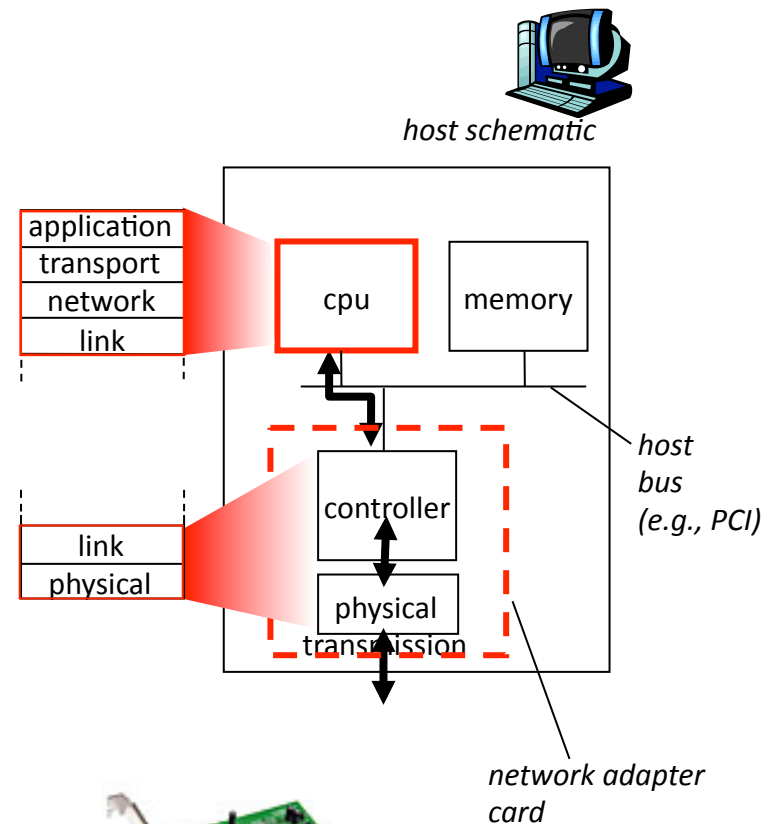 host schematic
application
transport
network
link
cpu
memory
host
bus
(e.g., PCI)
controller
link
physical
physical
transmission
network adapter
card